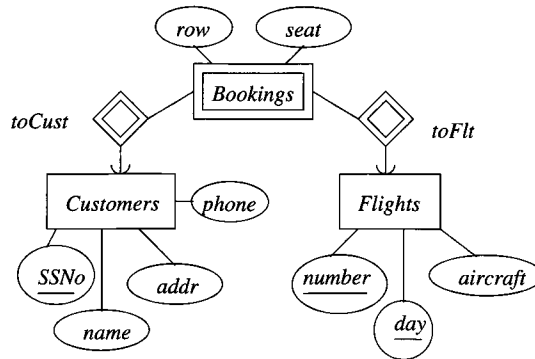 row
seat
Bookings
toCust
toFlt
Customers
phone
Flights
SSNo
addr
number
aircraft
name
day